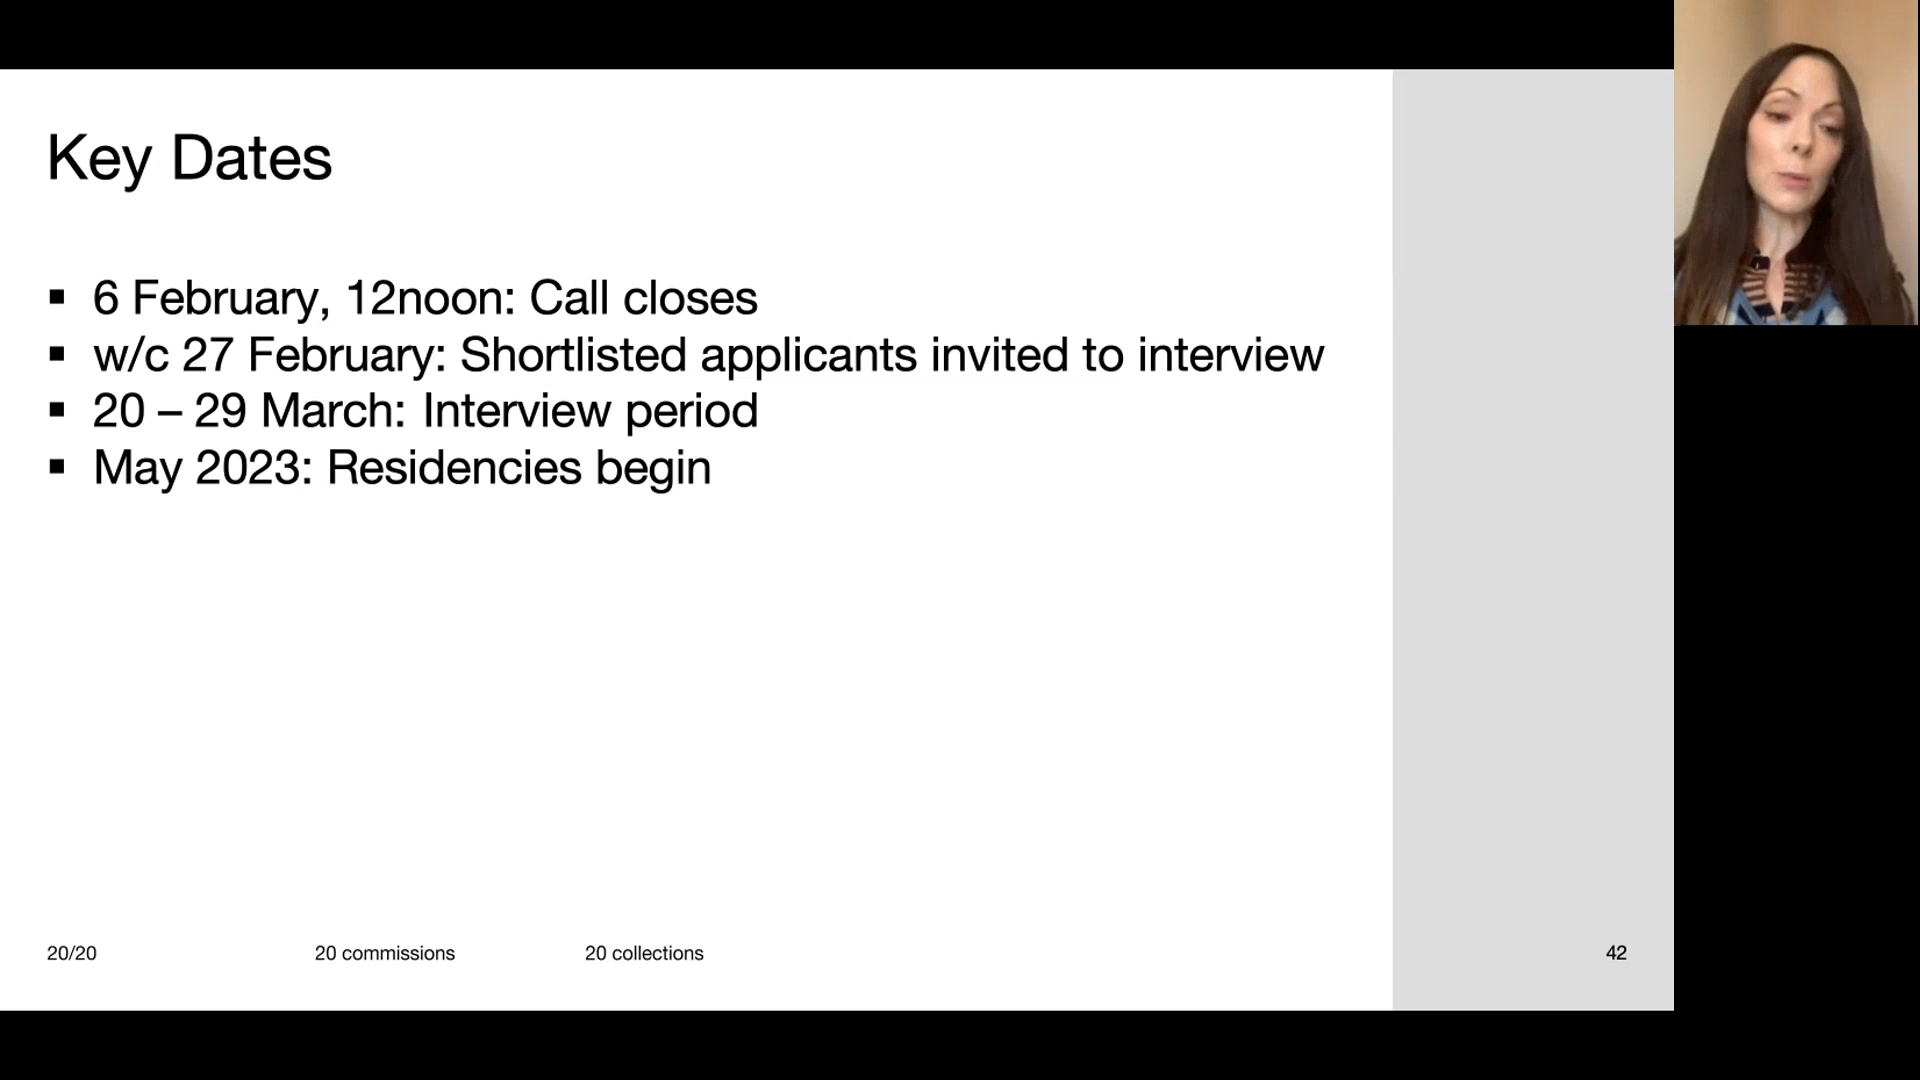 Key Dates
▪ 6 February, 12noon: Call closes
▪ w/c 27 February: Shortlisted applicants invited to interview
▪ 20 – 29 March: Interview period
▪ May 2023: Residencies begin
20/20 20 commissions 20 collections 42